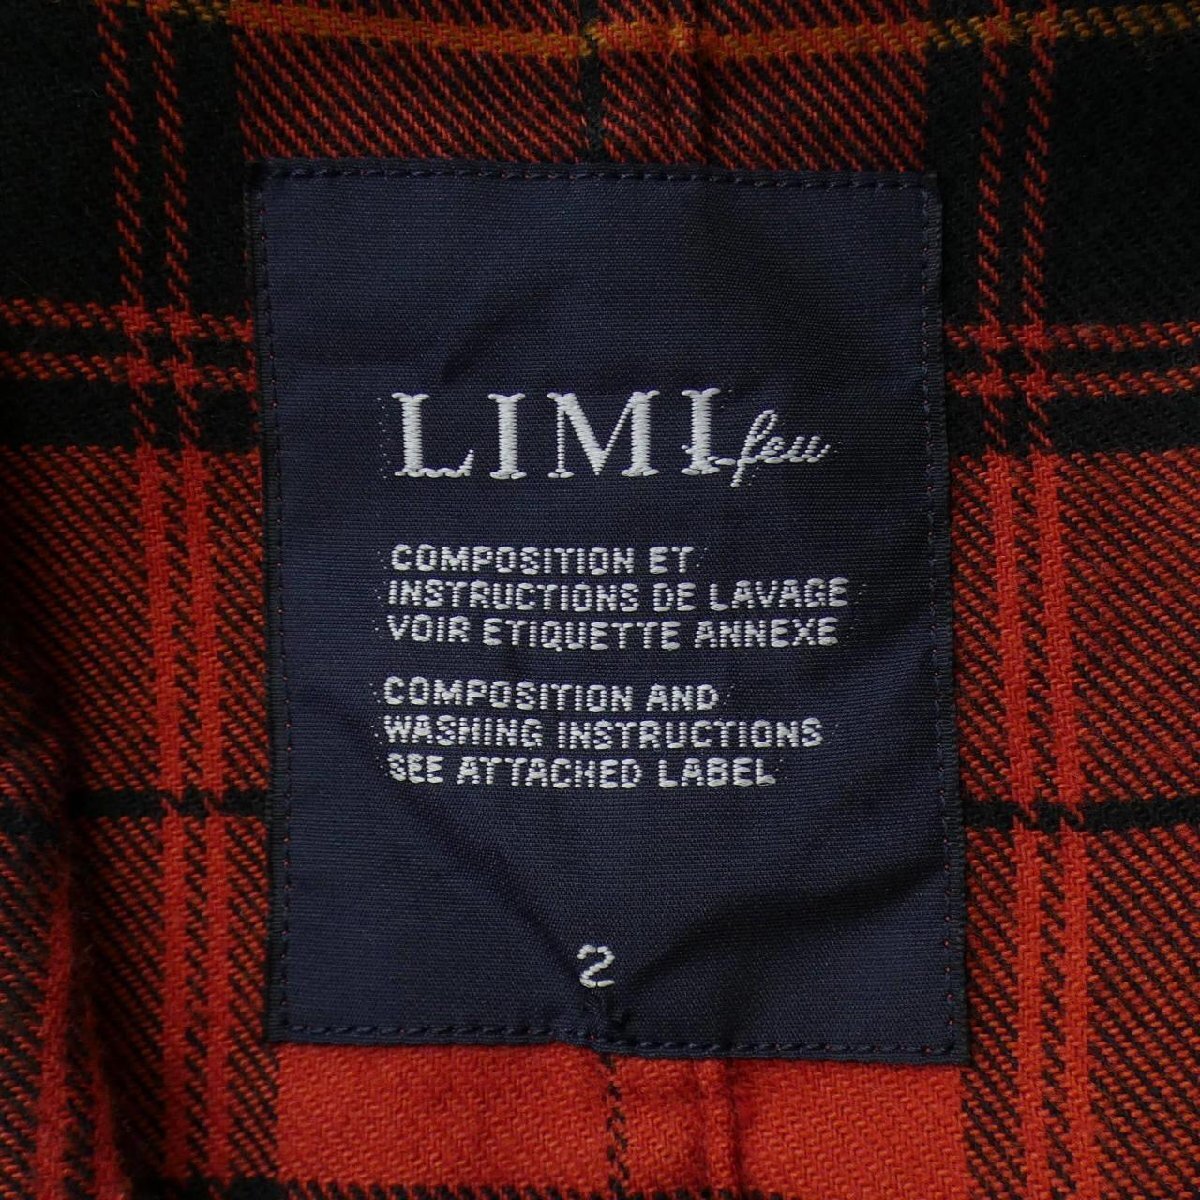 LIMI feu
COMPOSITION ET
INSTRUCTIONS DE LAVAGE
VOIR ETIQUETTE ANNEXE
COMPOSITION AND
WASHING INSTRUCTIONS
SEE ATTACHED LABEL
2